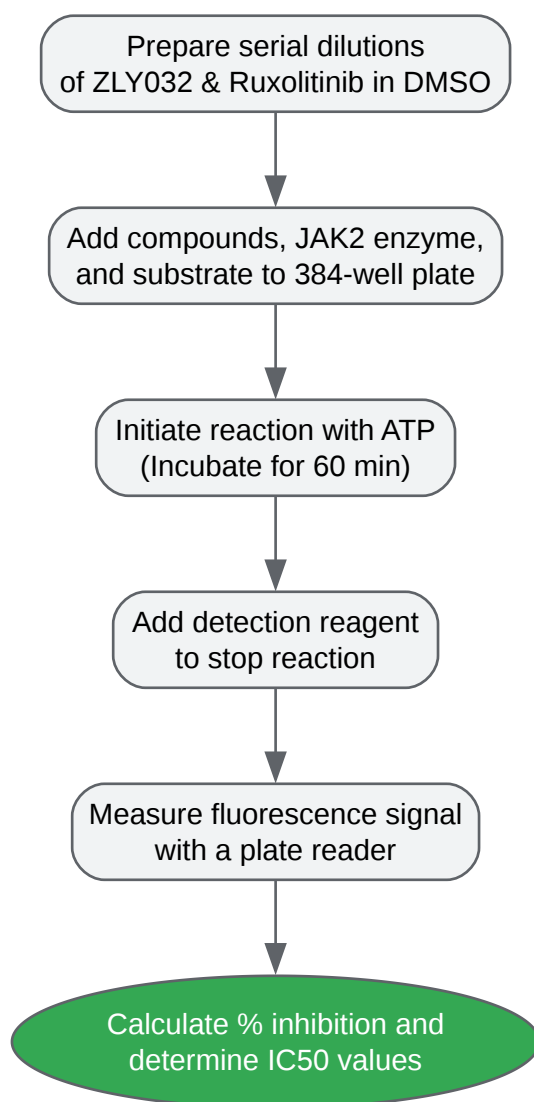 Prepare serial dilutions
of ZLY032 & Ruxolitinib in DMSO
Add compounds, JAK2 enzyme,
and substrate to 384-well plate
Initiate reaction with ATP
(Incubate for 60 min)
Add detection reagent
to stop reaction
Measure fluorescence signal
with a plate reader
Calculate % inhibition and
determine IC50 values